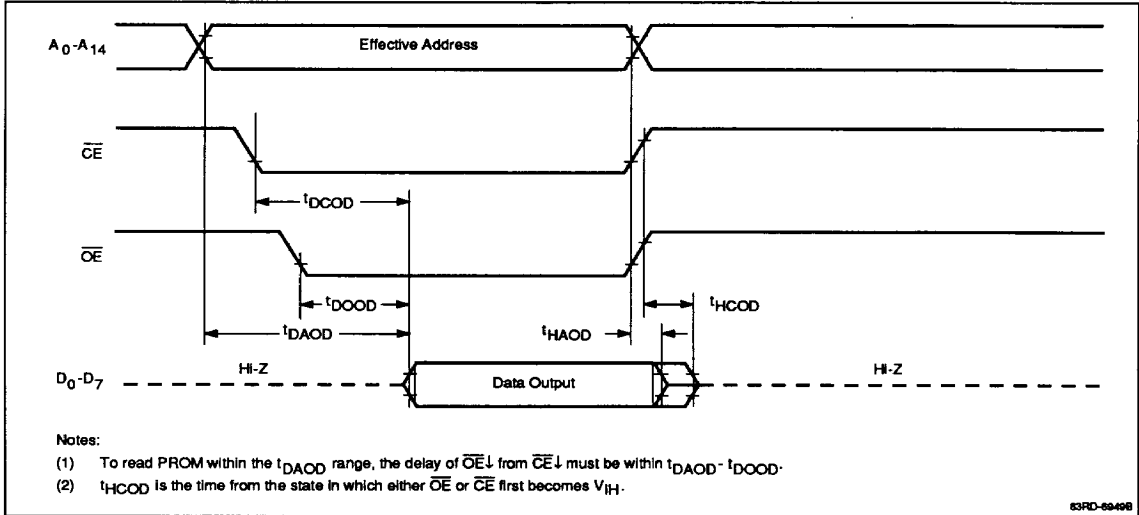 A0-A14
Effective Address
CE
tDCOD
OE
tDOOD
tHCOD
tDAOD
tHAOD
D0-D7
Hi-Z
Data Output
Hi-Z
Notes:
(1) To read PROM within the tDAOD range, the delay of OE↓ from CE↓ must be within tDAOD- tDOOD.
(2) tHCOD is the time from the state in which either OE or CE first becomes VIH.
83RD-6949B